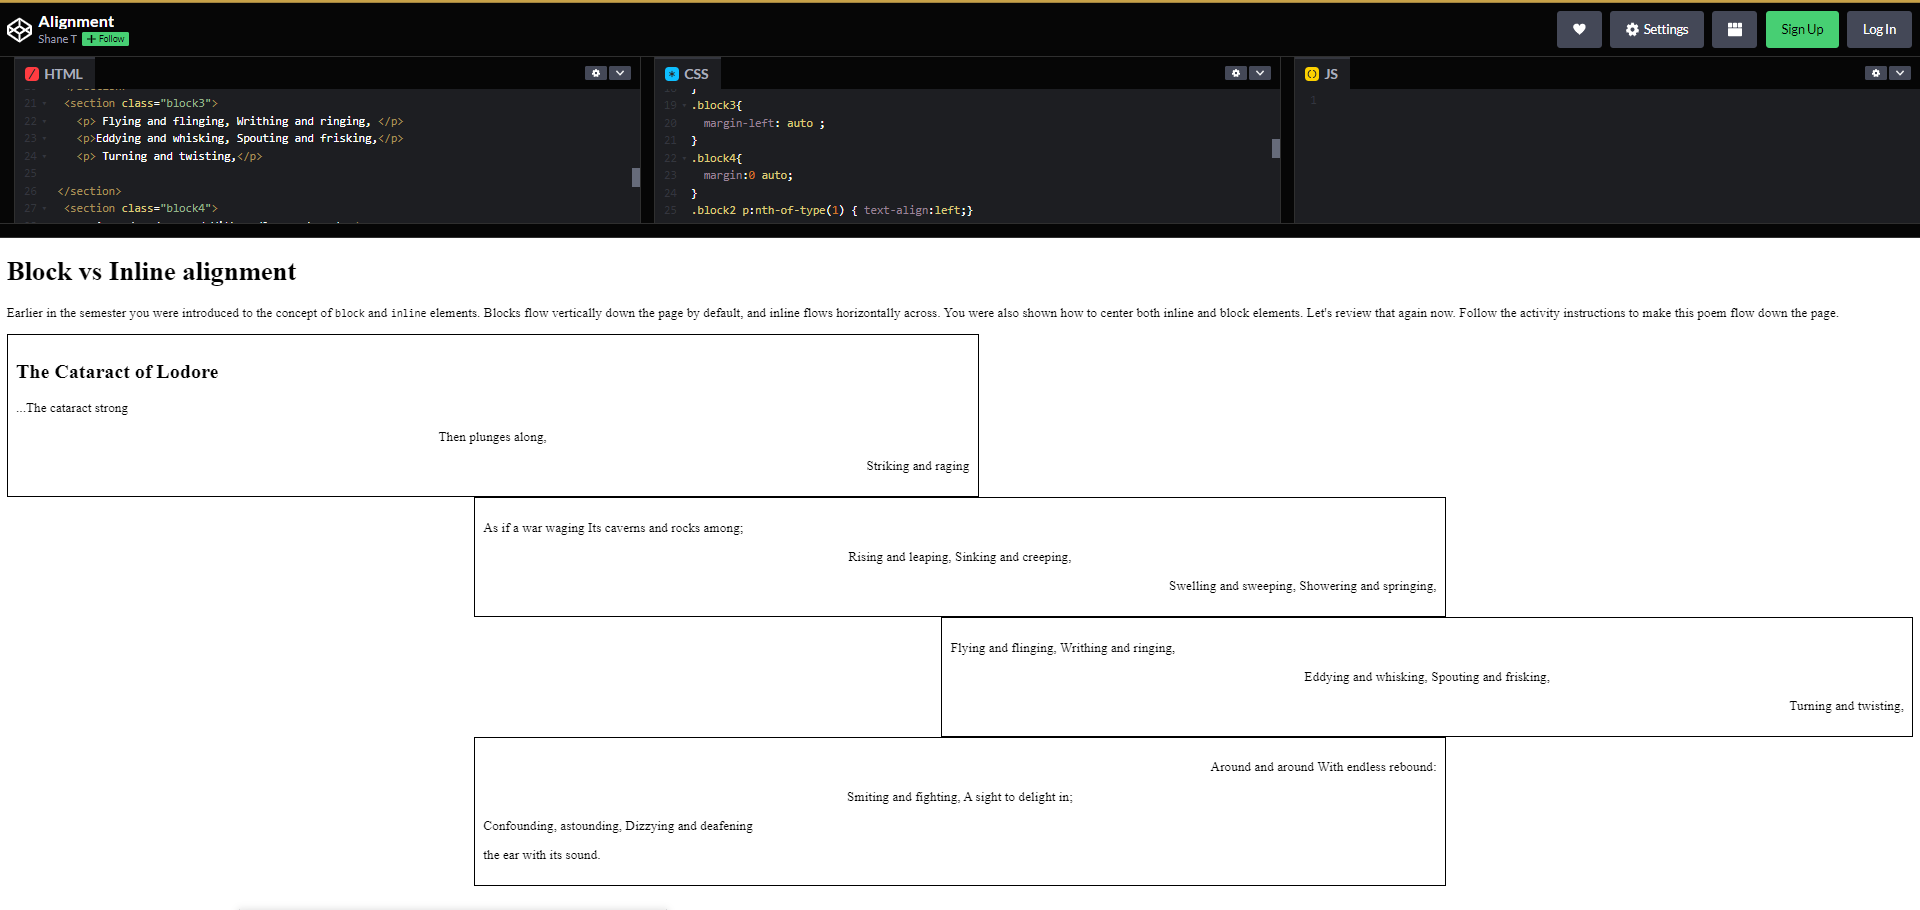 Alignment
Shane T + Follow
Settings
Sign Up
Log In
HTML
CSS
JS
21 <section class="block3">
22 <p> Flying and flinging, Writhing and ringing, </p>
23 <p>Eddying and whisking, Spouting and frisking,</p>
24 <p> Turning and twisting,</p>
25
26 </section>
27 <section class="block4">
18 }
19 .block3{
20 margin-left: auto ;
21 }
22 .block4{
23 margin:0 auto;
24 }
25 .block2 p:nth-of-type(1) { text-align:left;}
1
Block vs Inline alignment
Earlier in the semester you were introduced to the concept of block and inline elements. Blocks flow vertically down the page by default, and inline flows horizontally across. You were also shown how to center both inline and block elements. Let's review that again now. Follow the activity instructions to make this poem flow down the page.
The Cataract of Lodore
...The cataract strong
Then plunges along,
Striking and raging
As if a war waging Its caverns and rocks among;
Rising and leaping, Sinking and creeping,
Swelling and sweeping, Showering and springing,
Flying and flinging, Writhing and ringing,
Eddying and whisking, Spouting and frisking,
Turning and twisting,
Around and around With endless rebound:
Smiting and fighting, A sight to delight in;
Confounding, astounding, Dizzying and deafening
the ear with its sound.